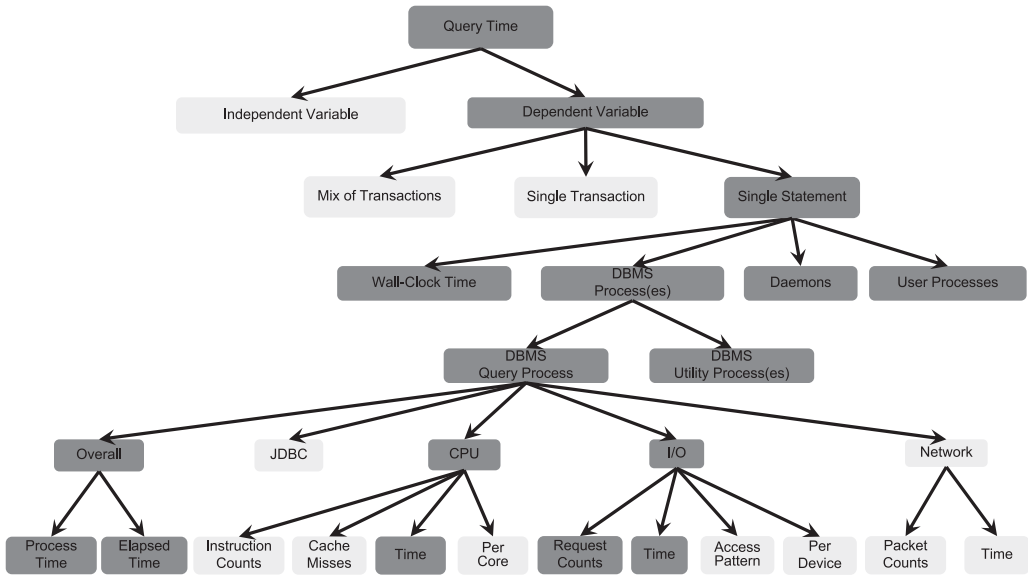 Query Time
Independent Variable
Dependent Variable
Mix of Transactions
Single Transaction
Single Statement
Wall-Clock Time
DBMS
Process(es)
Daemons
User Processes
DBMS
Query Process
DBMS
Utility Process(es)
Overall
JDBC
CPU
I/O
Network
Process
Time
Elapsed
Time
Instruction
Counts
Cache
Misses
Time
Per
Core
Request
Counts
Time
Access
Pattern
Per
Device
Packet
Counts
Time